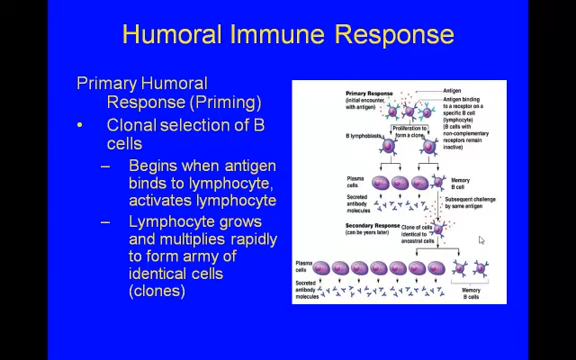 Humoral Immune Response
Primary Humoral
Response (Priming)
• Clonal selection of B
cells
– Begins when antigen
binds to lymphocyte,
activates lymphocyte
– Lymphocyte grows
and multiplies rapidly
to form army of
identical cells
(clones)
Primary Response
(initial encounter,
with antigen)
Antigen
Antigen binding
to a receptor on a
specific B cell
(lymphocyte)
(B cells with
non-complementary
receptors remain
inactive)
Proliferation to
form a clone
B lymphoblasts
Plasma
cells
Memory
B cell
Secreted
antibody
molecules
Subsequent challenge
by same antigen
Secondary Response
(can be years later)
Clone of cells
identical to
ancestral cells
Plasma
cells
Secreted
antibody
molecules
Memory
B cells